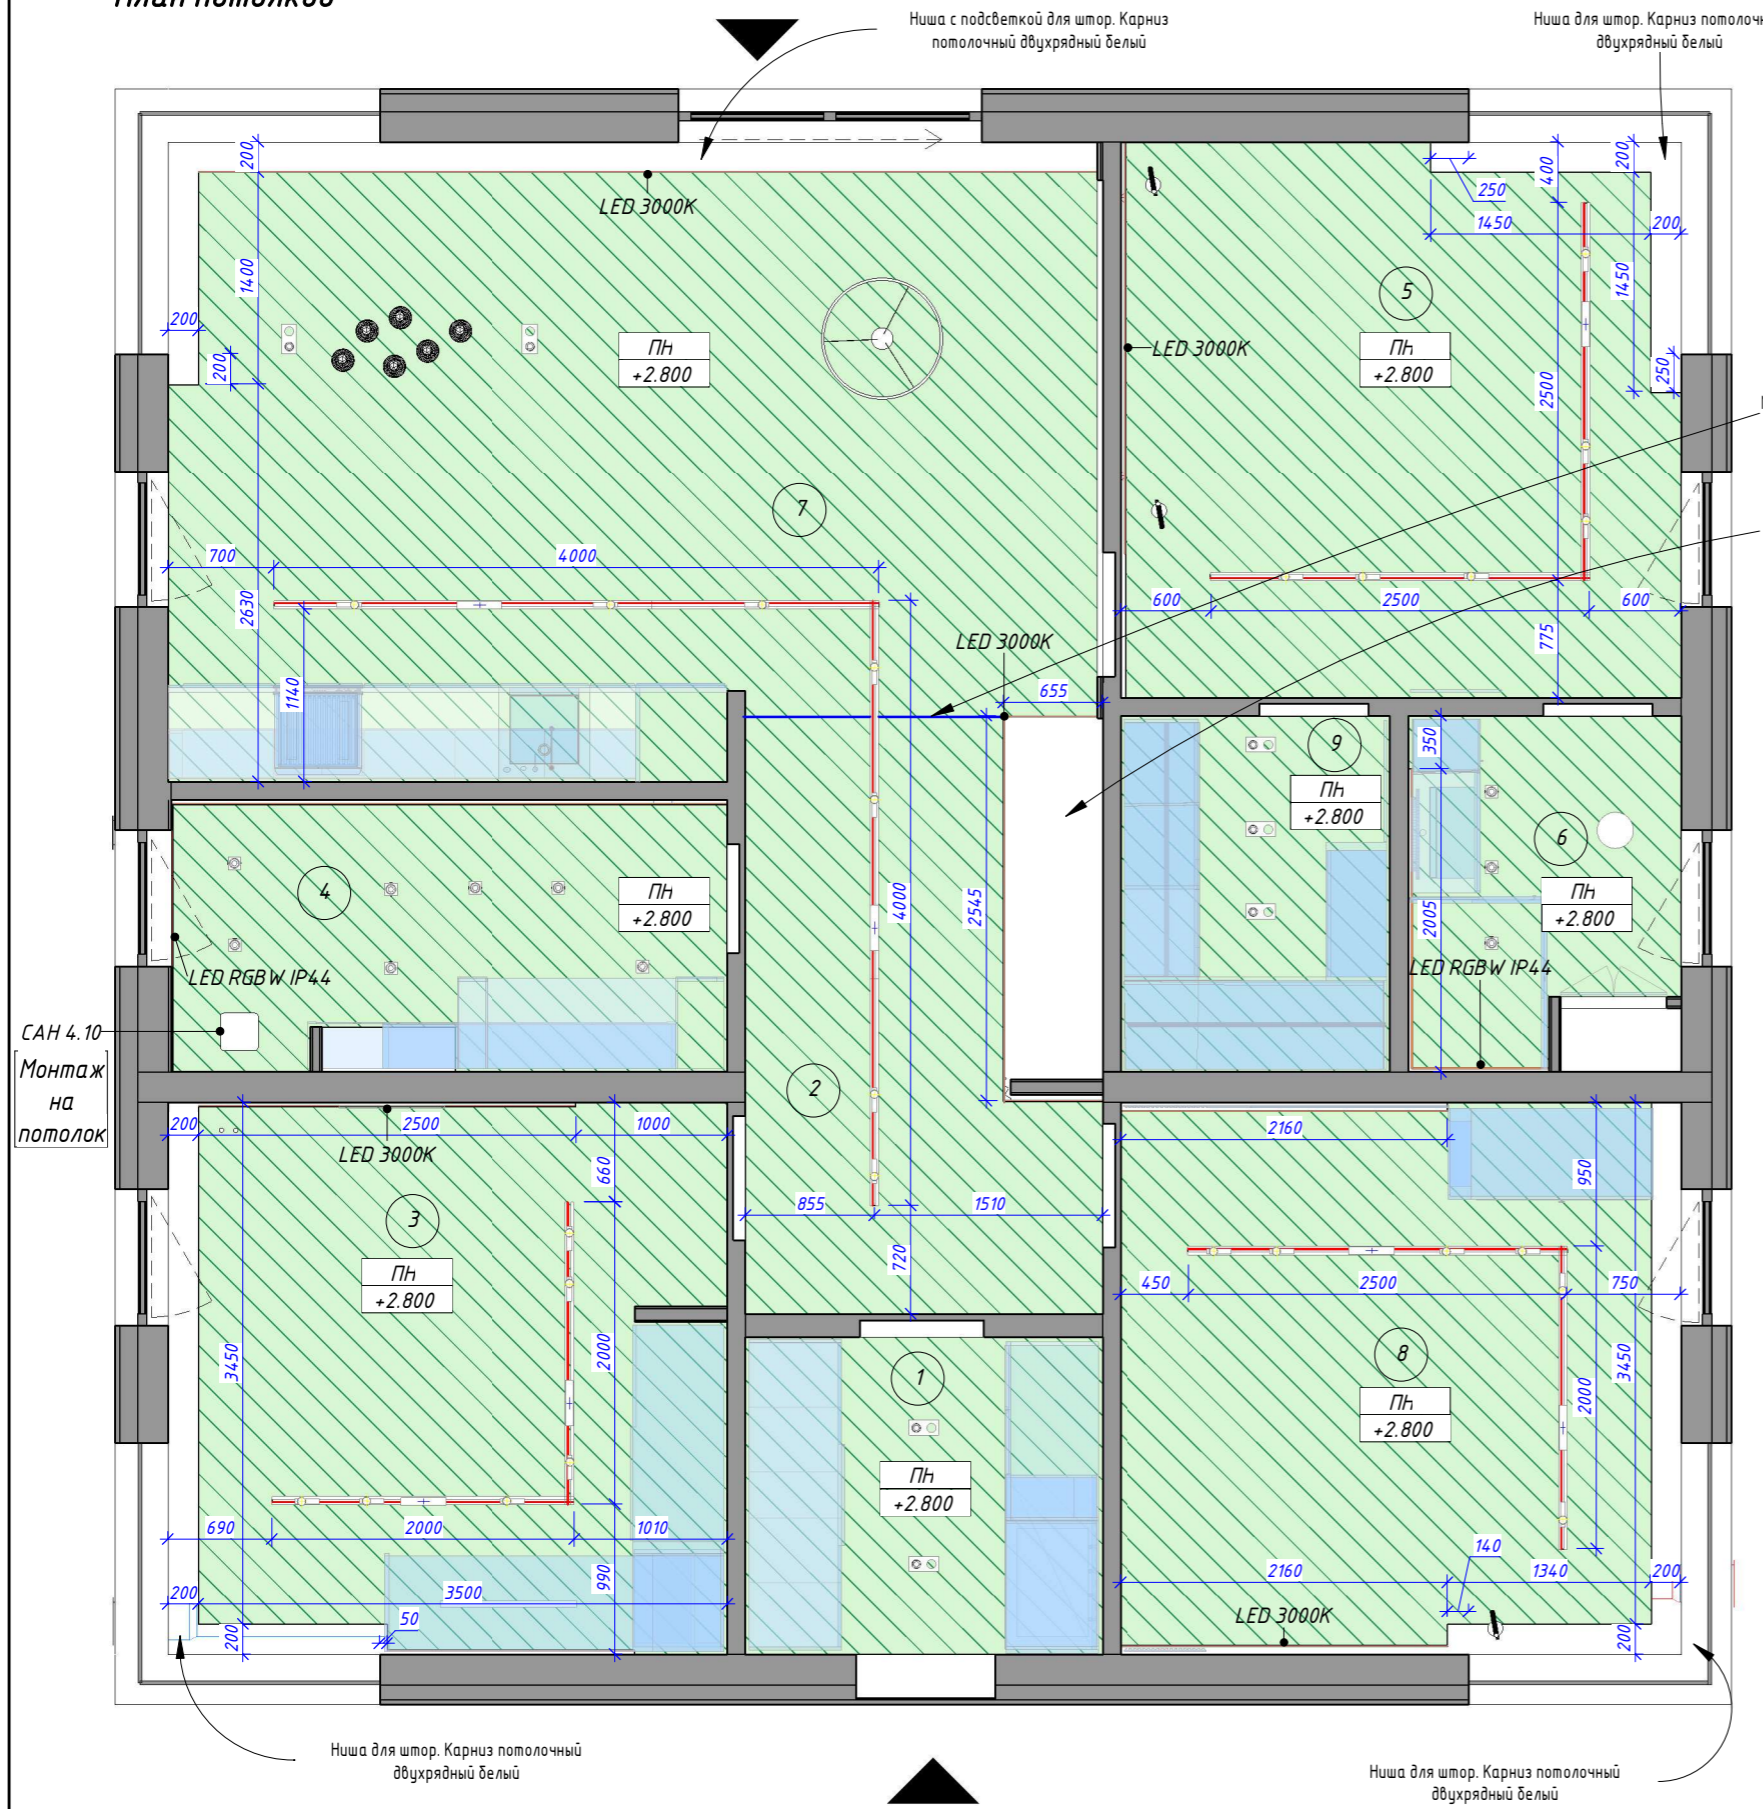 План потолков
Ниша с подсветкой для штор. Карниз
потолочный двухрядный белый
Ниша для штор. Карниз
двухрядный белый
200
LED 3000K
1400
200
200
ПН
+2.800
7
700
4000
2630
1140
LED 3000K
655
400
200
250
1450
200
1450
5
LED 3000K
ПН
+2.800
2500
250
600
2500
600
775
4
ПН
+2.800
LED RGBW IP44
САН 4.10
Монтаж
на
потолок
4000
2545
2
9
ПН
+2.800
350
6
ПН
+2.800
2005
LED RGBW IP44
200
2500
1000
LED 3000K
660
3
ПН
+2.800
3450
2000
690
2000
1010
200
3500
990
50
200
855
1510
720
1
ПН
+2.800
2160
950
450
2500
750
8
ПН
+2.800
3450
2000
140
2160
1340
200
LED 3000K
200
Ниша для штор. Карниз потолочный
двухрядный белый
Ниша для штор. Карниз потолочный
двухрядный белый